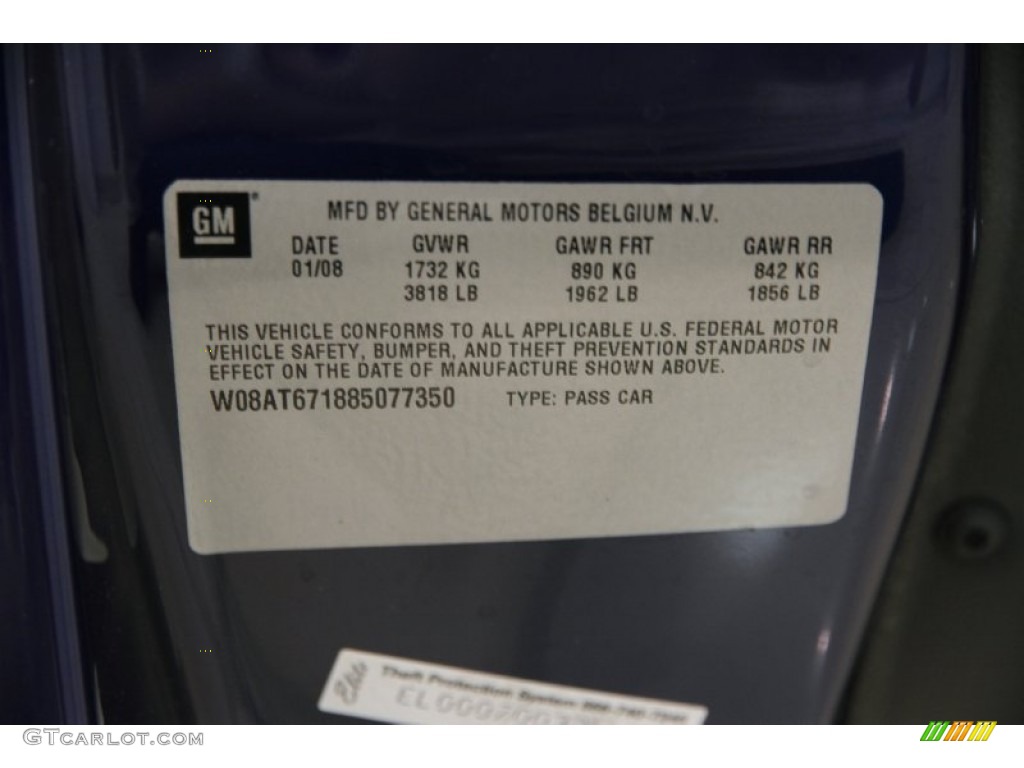 GM
MFD BY GENERAL MOTORS BELGIUM N.V.
DATE GVWR GAWR FRT GAWR RR
01/08 1732 KG 890 KG 842 KG
3818 LB 1962 LB 1856 LB
THIS VEHICLE CONFORMS TO ALL APPLICABLE U.S. FEDERAL MOTOR
VEHICLE SAFETY, BUMPER, AND THEFT PREVENTION STANDARDS IN
EFFECT ON THE DATE OF MANUFACTURE SHOWN ABOVE.
W08AT671885077350 TYPE: PASS CAR
Elite
Theft Protection System
GTCARLOT.COM